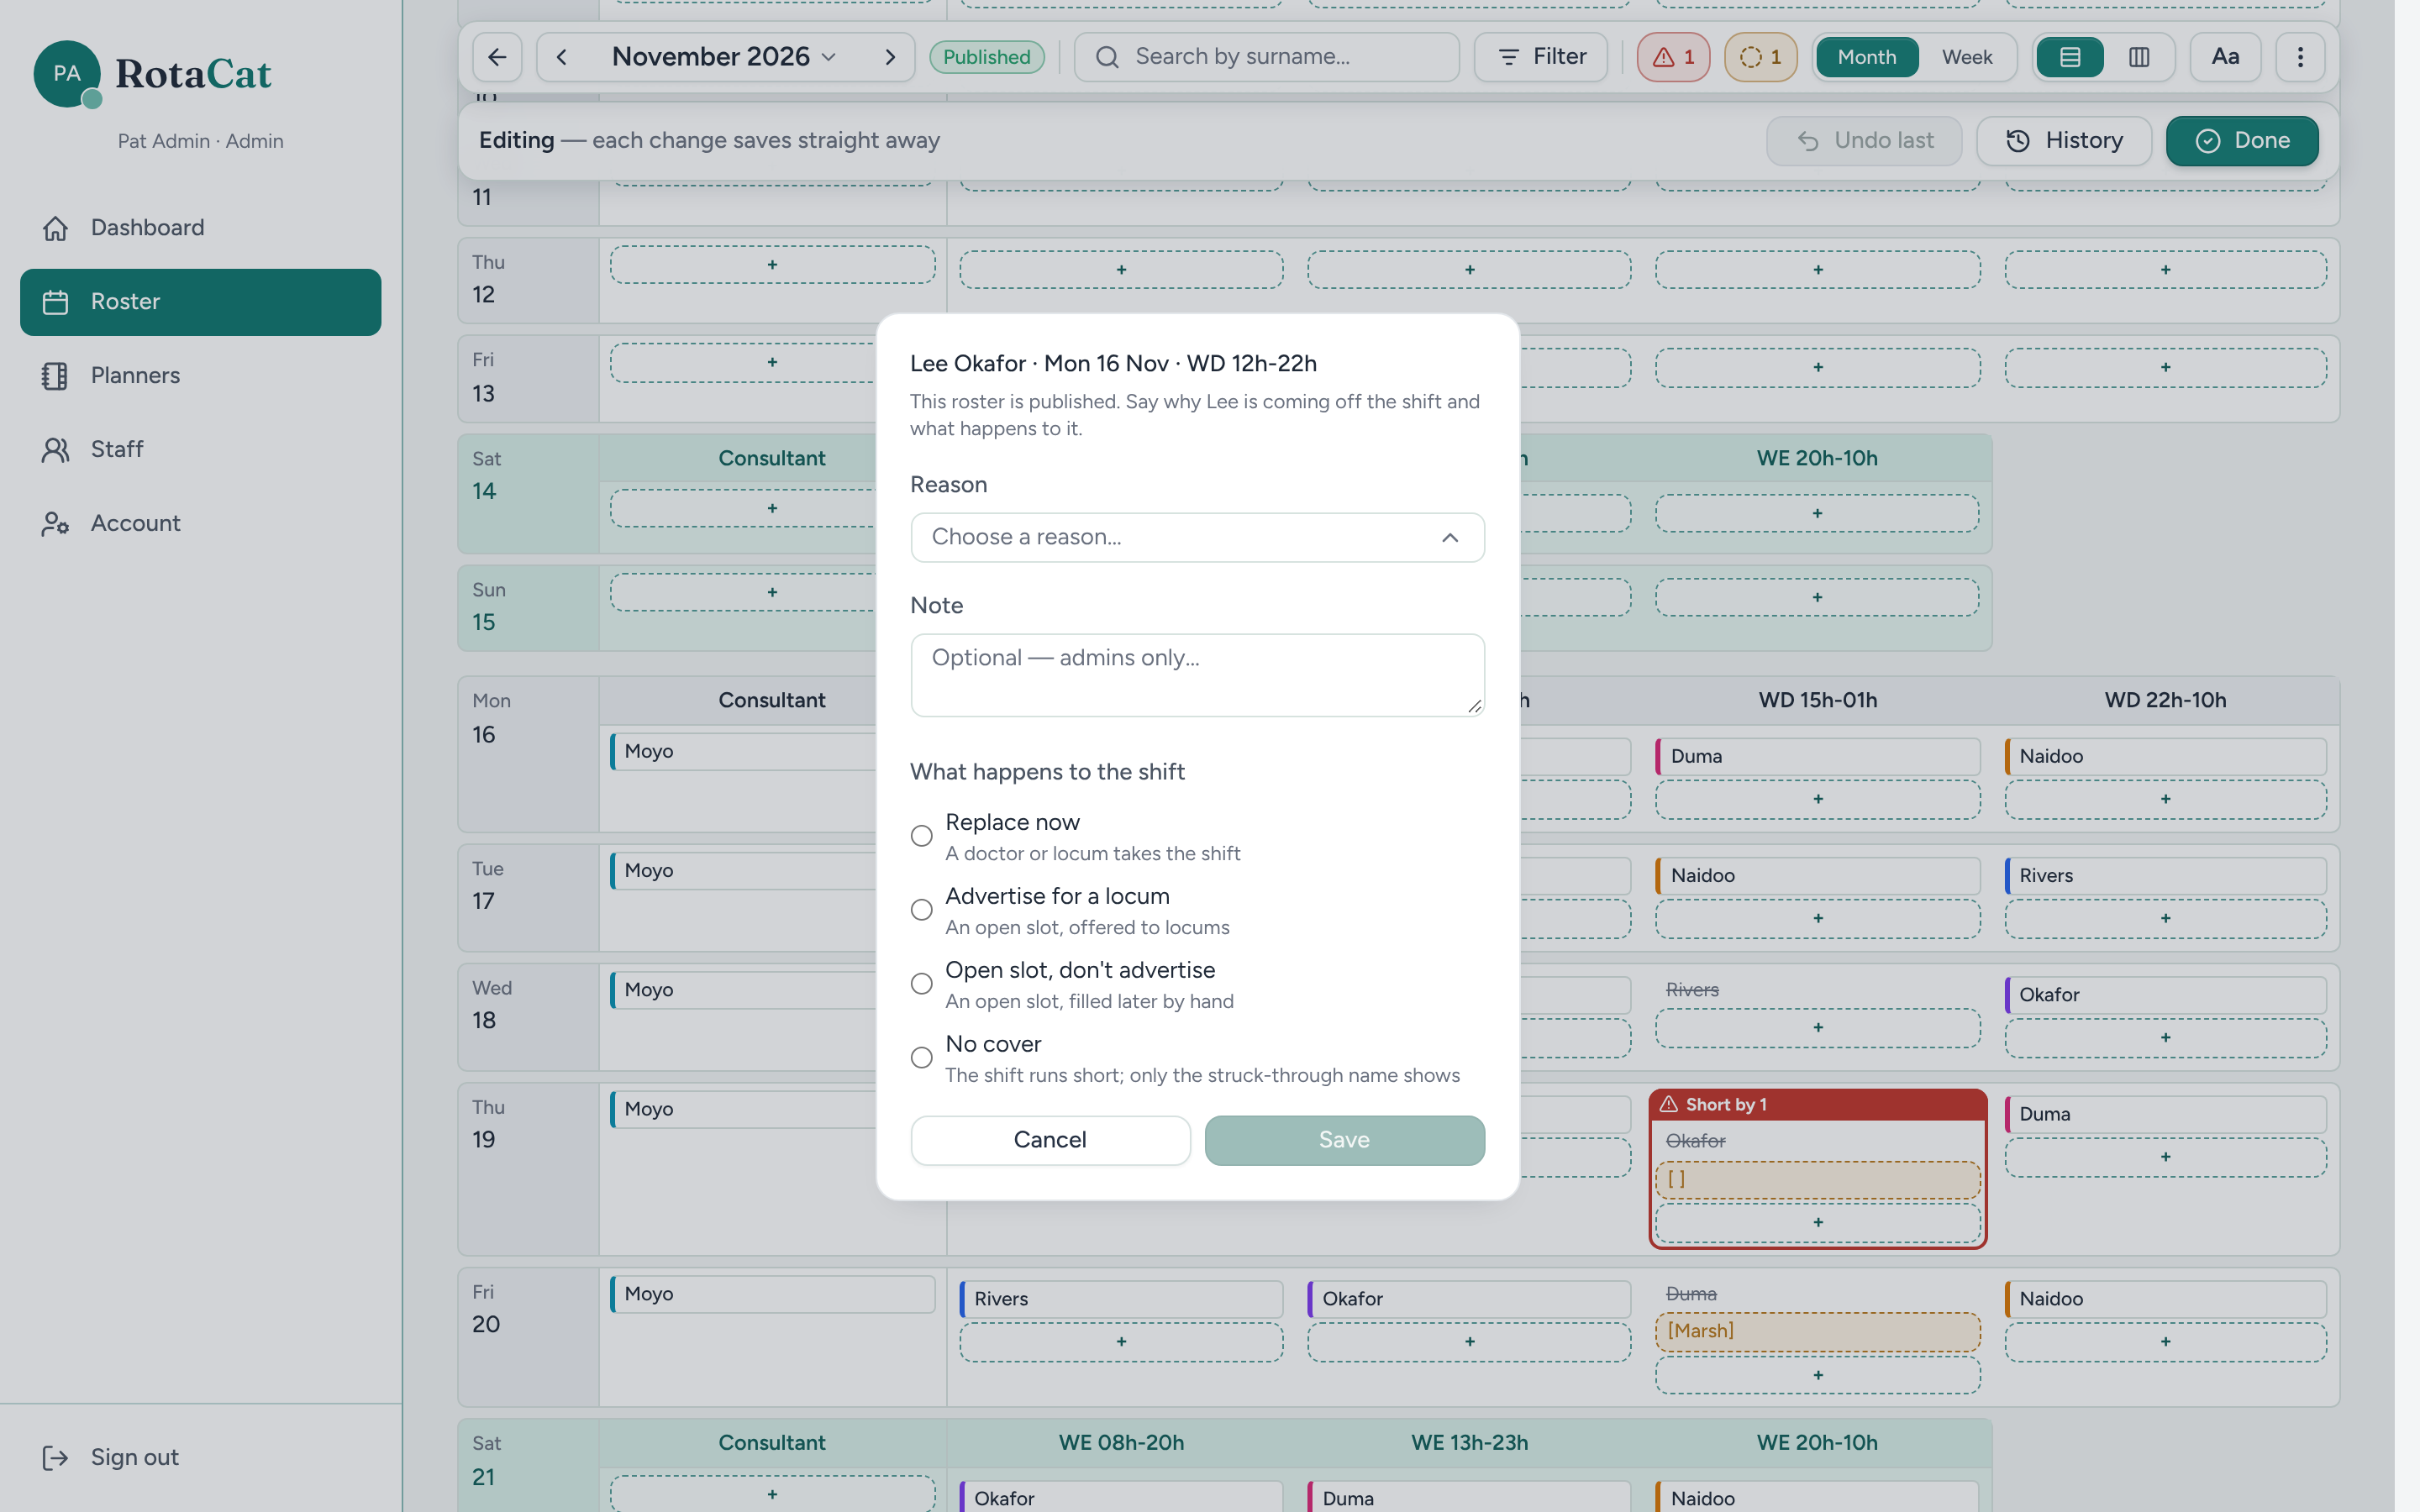 PA
RotaCat
Pat Admin · Admin
Dashboard
Roster
Planners
Staff
Account
Sign out
November 2026
Published
Search by surname...
Filter
1
1
Month
Week
Aa
Editing — each change saves straight away
Undo last
History
Done
11
Thu
12
+
+
+
+
+
Fri
13
+
+
+
Sat
14
Consultant
WE 20h-10h
+
+
Sun
15
+
+
Mon
16
Consultant
WD 15h-01h
WD 22h-10h
Moyo
Duma
Naidoo
+
+
Tue
17
Moyo
Naidoo
Rivers
+
+
Wed
18
Moyo
Rivers
Okafor
+
+
Thu
19
Moyo
Short by 1
Okafor
[ ]
+
Duma
+
Fri
20
Moyo
Rivers
Okafor
Duma
Naidoo
+
+
[Marsh]
+
+
Sat
21
Consultant
WE 08h-20h
WE 13h-23h
WE 20h-10h
+
Okafor
Duma
Naidoo
Lee Okafor · Mon 16 Nov · WD 12h-22h
This roster is published. Say why Lee is coming off the shift and
what happens to it.
Reason
Choose a reason...
Note
Optional — admins only...
What happens to the shift
Replace now
A doctor or locum takes the shift
Advertise for a locum
An open slot, offered to locums
Open slot, don't advertise
An open slot, filled later by hand
No cover
The shift runs short; only the struck-through name shows
Cancel
Save